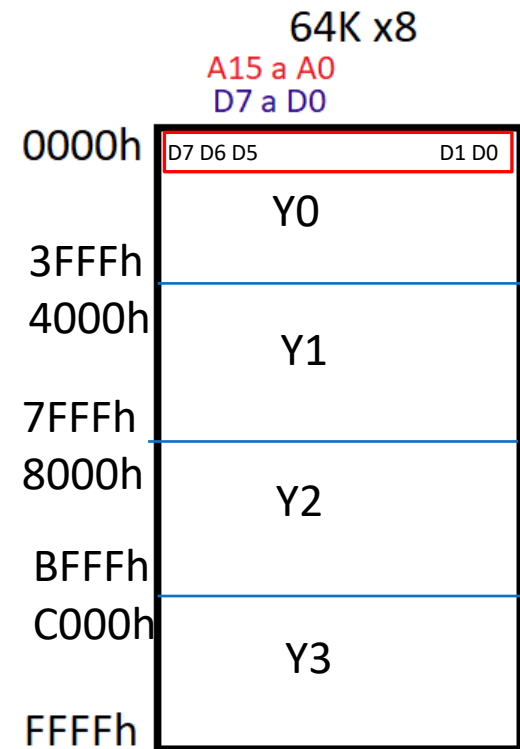 64K x8
A15 a A0
D7 a D0
0000h
D7 D6 D5 D1 D0
Y0
3FFFh
4000h
Y1
7FFFh
8000h
Y2
BFFFh
C000h
Y3
FFFFh